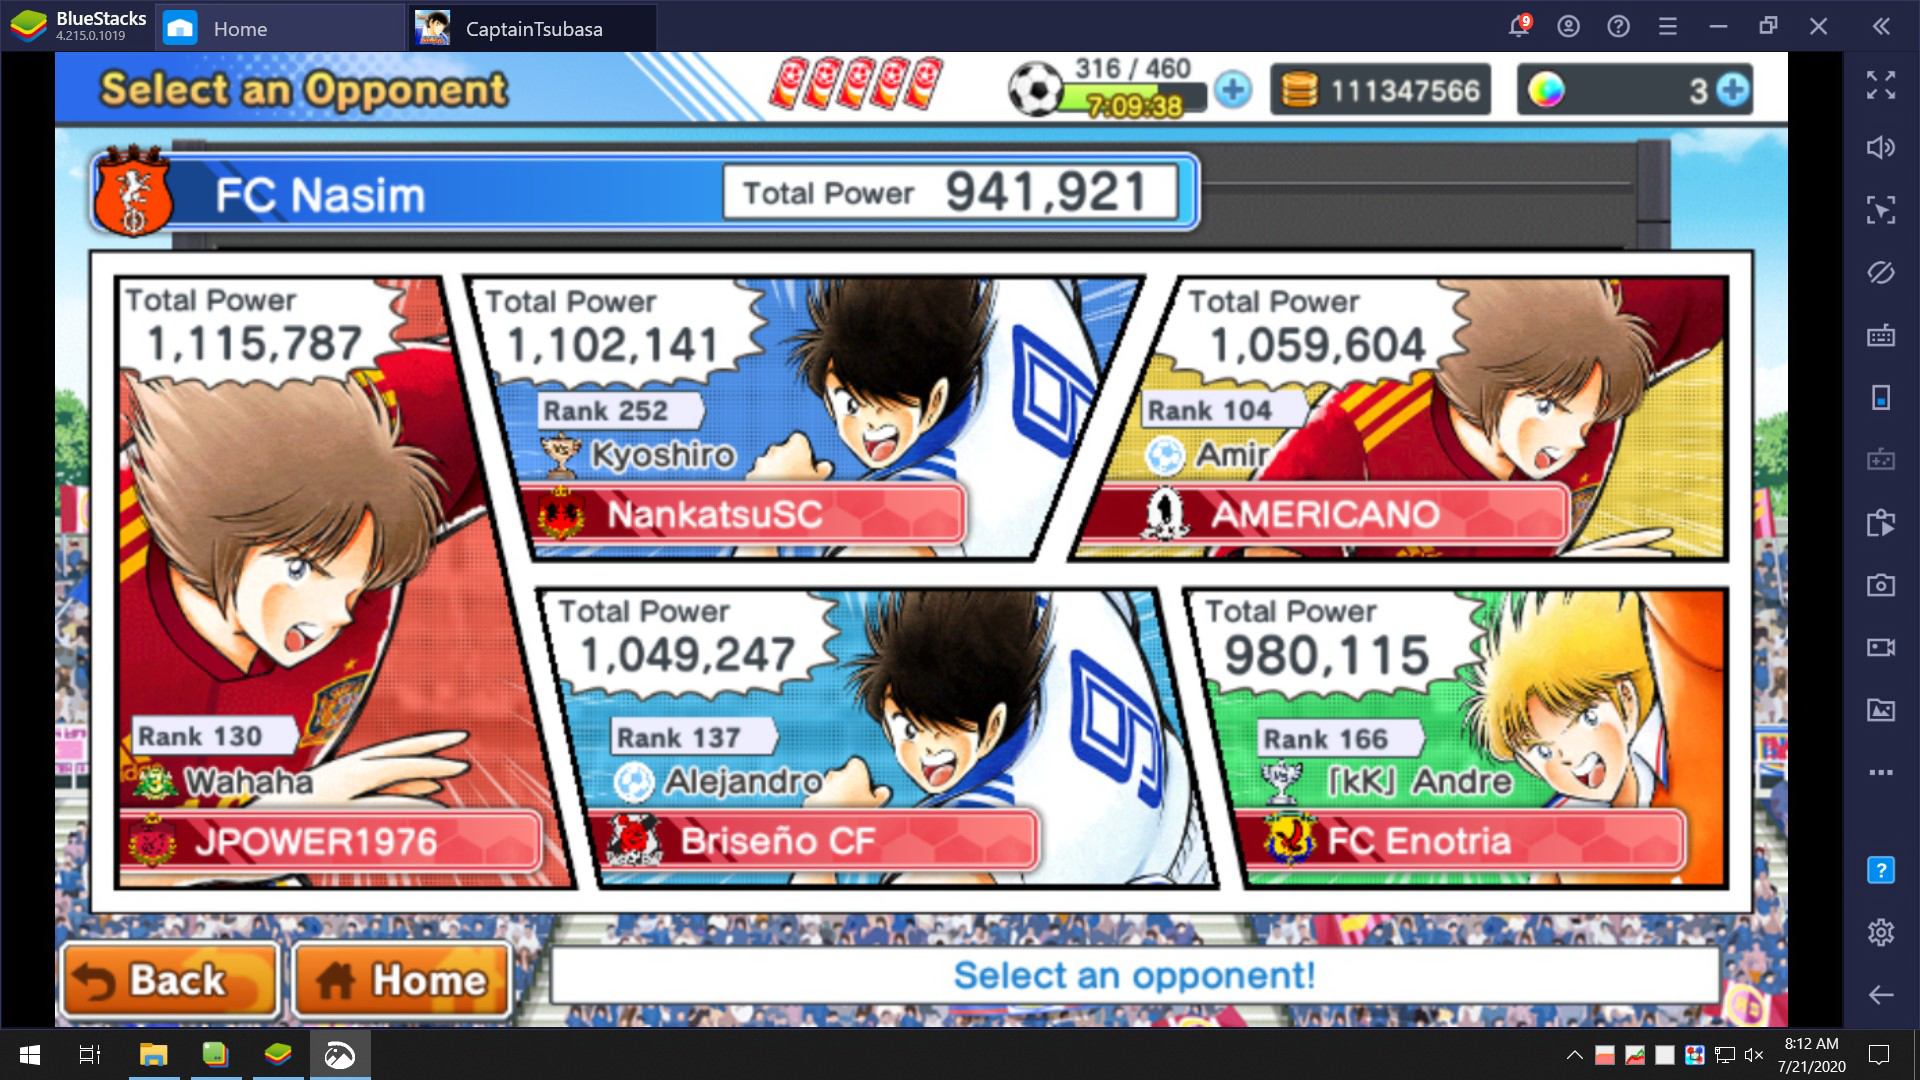 BlueStacks
4.215.0.1019
Home
CaptainTsubasa
9
Select an Opponent
316 / 460
7:09:38
111347566
3
FC Nasim
Total Power 941,921
Total Power
1,115,787
Rank 130
Wahaha
JPOWER1976
Total Power
1,102,141
Rank 252
Kyoshiro
NankatsuSC
Total Power
1,059,604
Rank 104
Amir
AMERICANO
Total Power
1,049,247
Rank 137
Alejandro
Briseño CF
Total Power
980,115
Rank 166
「kK」 Andre
FC Enotria
Back
Home
Select an opponent!
8:12 AM
7/21/2020